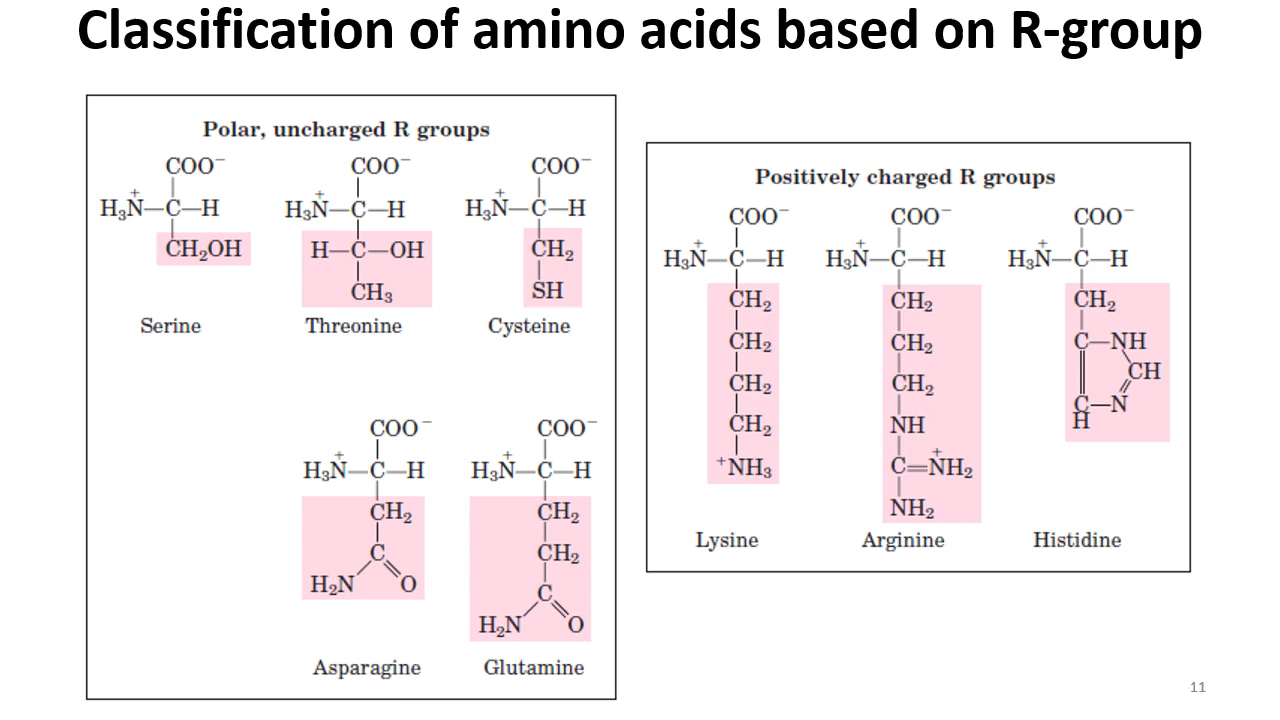 Classification of amino acids based on R-group
Polar, uncharged R groups
COO⁻ COO⁻ COO⁻
H₃N⁺—C—H H₃N⁺—C—H H₃N⁺—C—H
CH₂OH H—C—OH CH₂
CH₃ SH
Serine Threonine Cysteine
COO⁻ COO⁻
H₃N⁺—C—H H₃N⁺—C—H
CH₂ CH₂
C CH₂
H₂N O C
H₂N O
Asparagine Glutamine
Positively charged R groups
COO⁻ COO⁻ COO⁻
H₃N⁺—C—H H₃N⁺—C—H H₃N⁺—C—H
CH₂ CH₂ CH₂
CH₂ CH₂ C—NH
CH
CH₂ CH₂ C—N
H
CH₂ NH
⁺NH₃ C=N⁺H₂
NH₂
Lysine Arginine Histidine
11